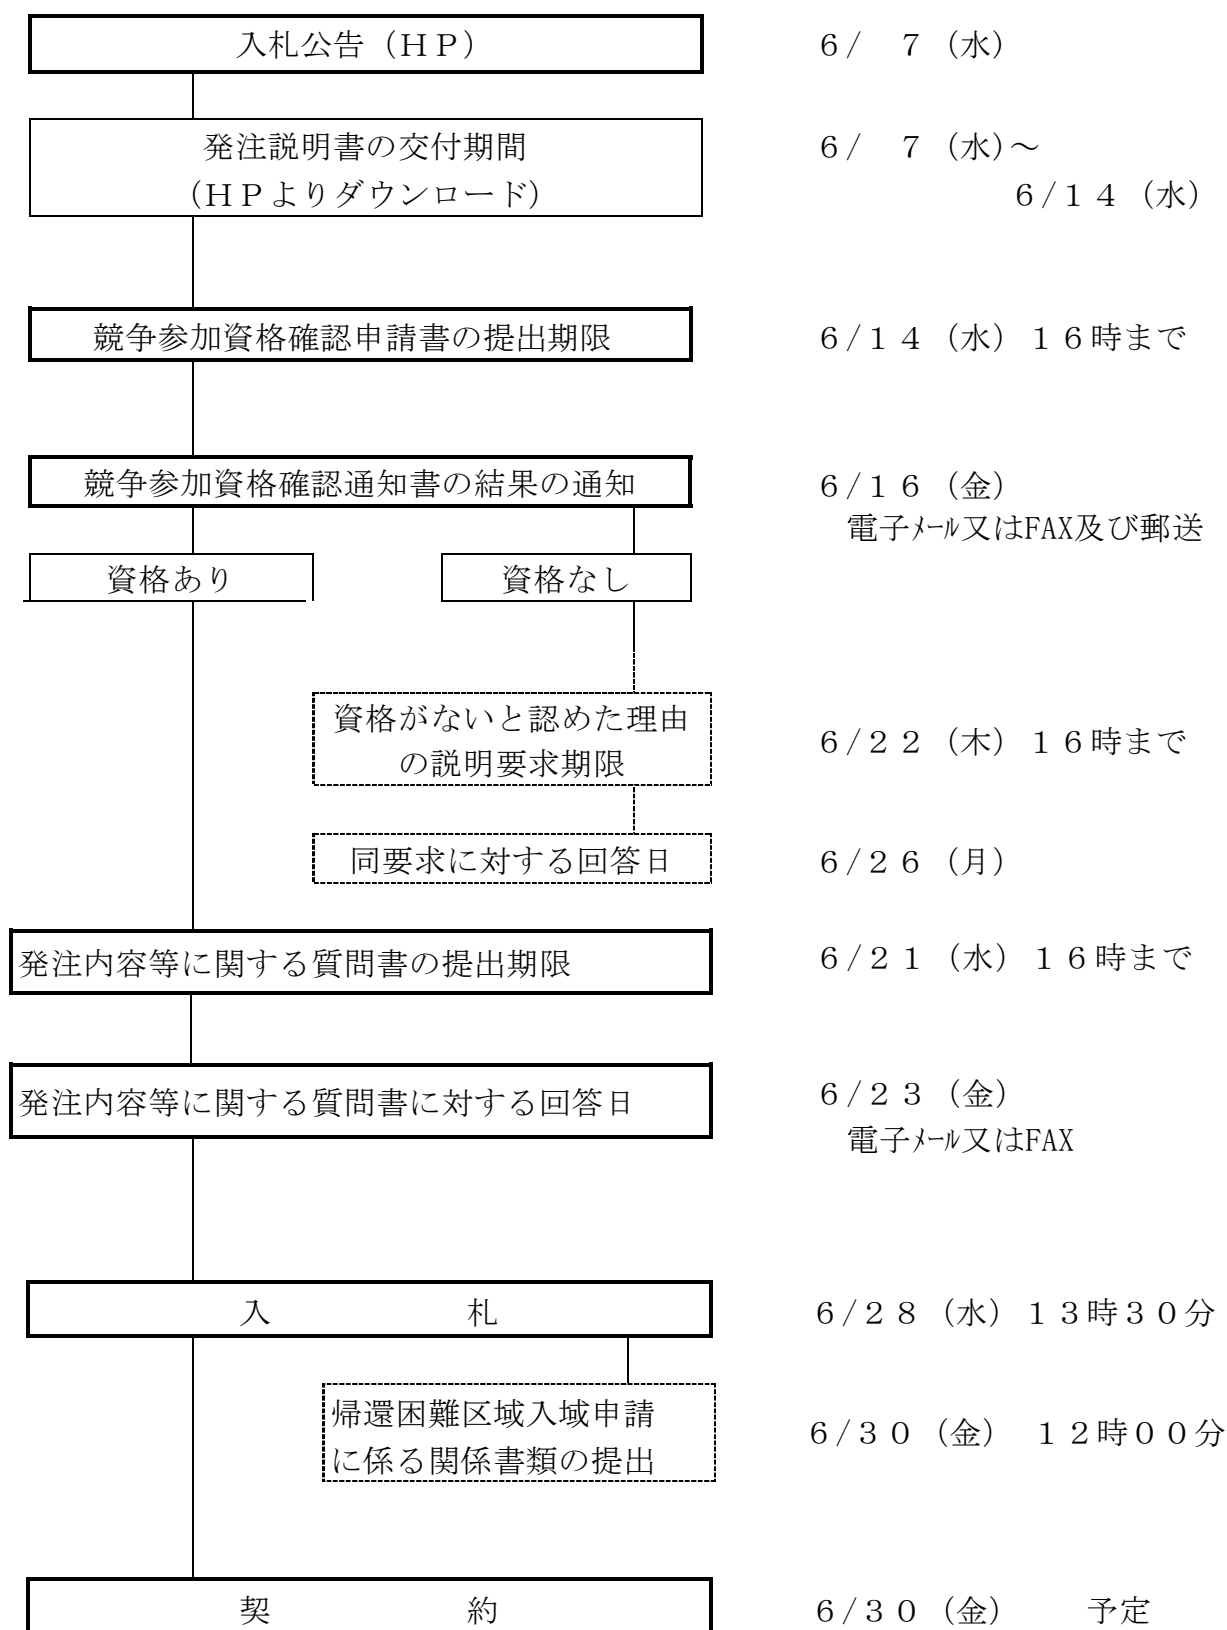 入札公告（ＨＰ）　６／　７（水）
発注説明書の交付期間　６／　７（水）～
（ＨＰよりダウンロード）　６／１４（水）
競争参加資格確認申請書の提出期限　６／１４（水）１６時まで
競争参加資格確認通知書の結果の通知　６／１６（金）
電子ﾒｰﾙ又はFAX及び郵送
資格あり　資格なし
資格がないと認めた理由
の説明要求期限　６／２２（木）１６時まで
同要求に対する回答日　６／２６（月）
発注内容等に関する質問書の提出期限　６／２１（水）１６時まで
発注内容等に関する質問書に対する回答日　６／２３（金）
電子ﾒｰﾙ又はFAX
入　札　６／２８（水）１３時３０分
帰還困難区域入域申請　６／３０（金）　１２時００分
に係る関係書類の提出
契　約　６／３０（金）　予定